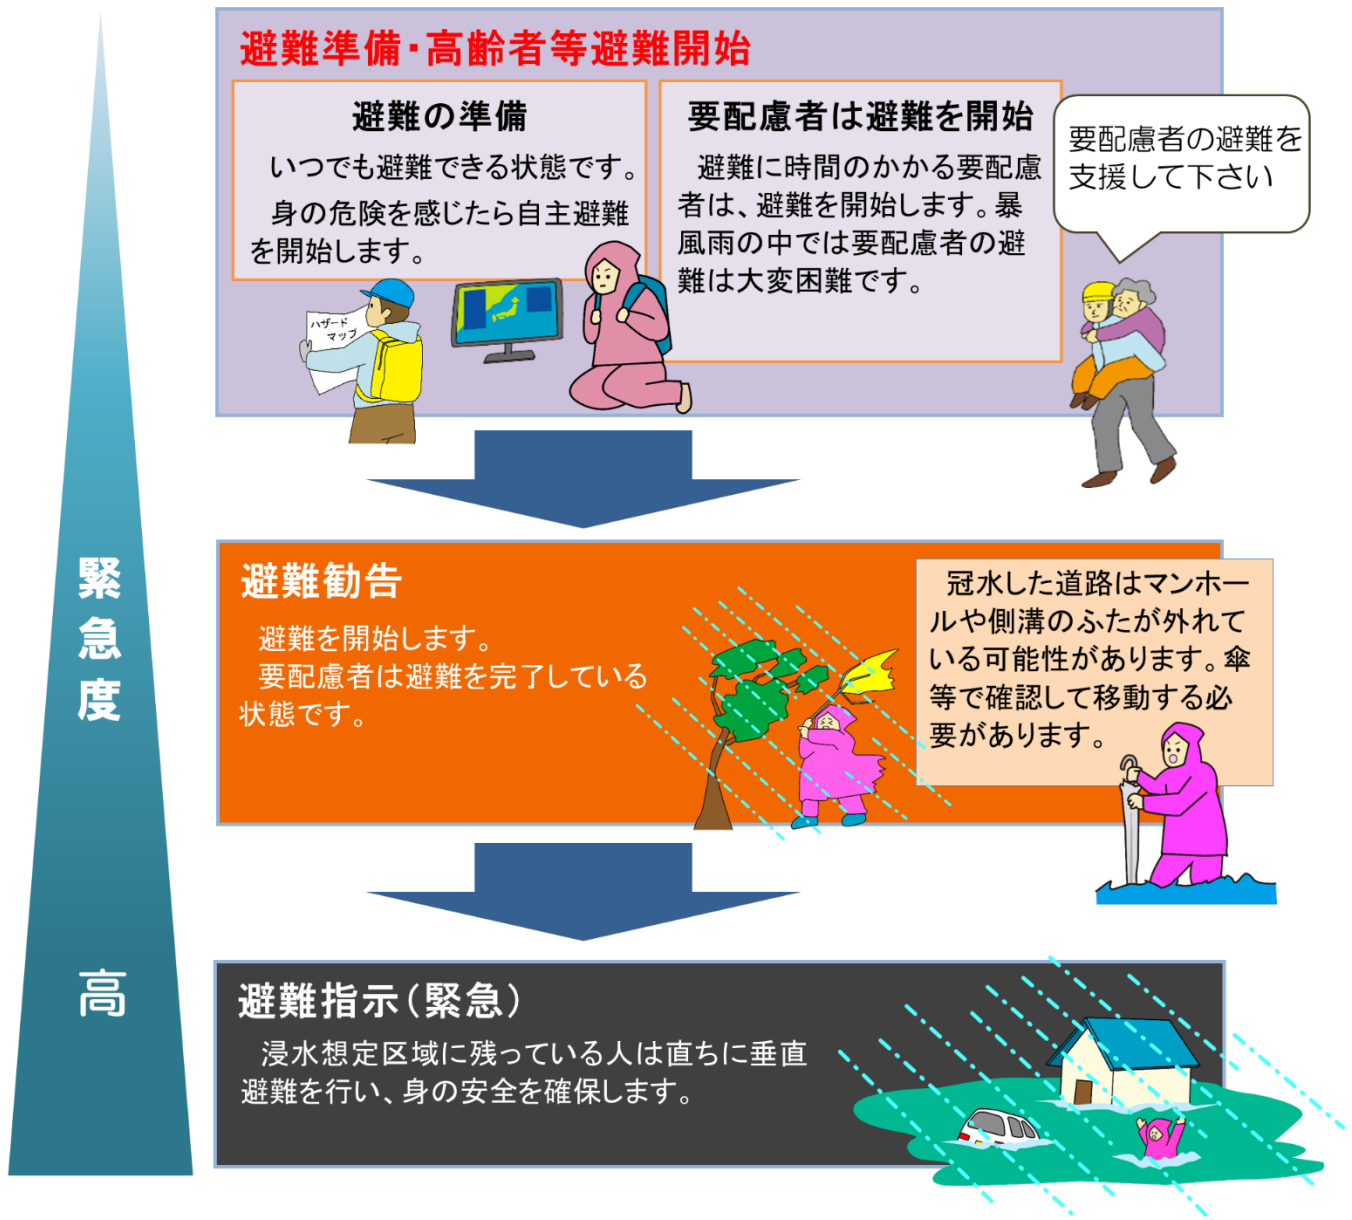 避難準備・高齢者等避難開始
避難の準備
いつでも避難できる状態です。
身の危険を感じたら自主避難
を開始します。
要配慮者は避難を開始
避難に時間のかかる要配慮
者は、避難を開始します。暴
風雨の中では要配慮者の避
難は大変困難です。
要配慮者の避難を
支援して下さい
ハザード
マップ
緊急度
避難勧告
避難を開始します。
要配慮者は避難を完了している
状態です。
冠水した道路はマンホー
ルや側溝のふたが外れて
いる可能性があります。傘
等で確認して移動する必
要があります。
高
避難指示(緊急)
浸水想定区域に残っている人は直ちに垂直
避難を行い、身の安全を確保します。